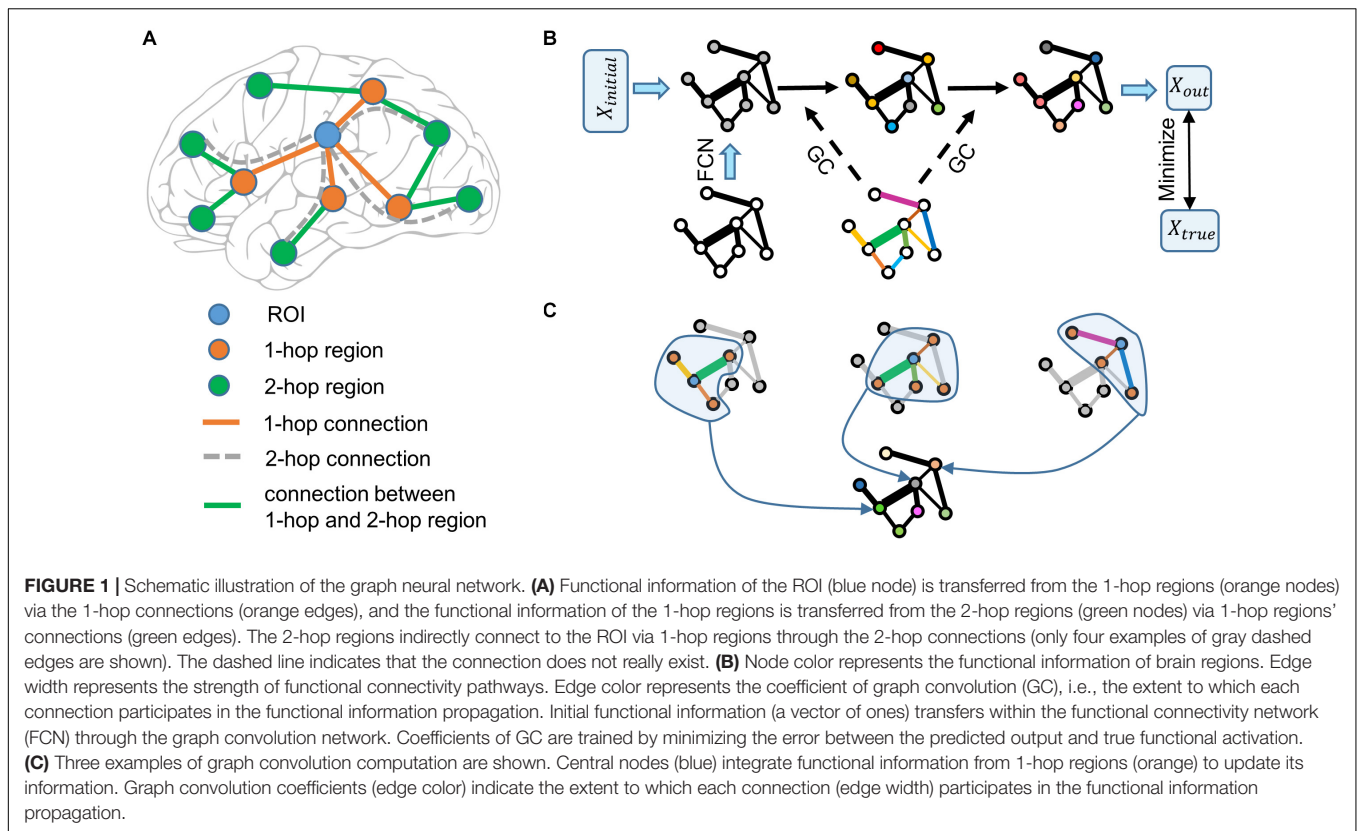 A
ROI
1-hop region
2-hop region
1-hop connection
2-hop connection
connection between
1-hop and 2-hop region
B
X_initial
FCN
GC
GC
X_out
Minimize
X_true
C
FIGURE 1 | Schematic illustration of the graph neural network. (A) Functional information of the ROI (blue node) is transferred from the 1-hop regions (orange nodes)
via the 1-hop connections (orange edges), and the functional information of the 1-hop regions is transferred from the 2-hop regions (green nodes) via 1-hop regions'
connections (green edges). The 2-hop regions indirectly connect to the ROI via 1-hop regions through the 2-hop connections (only four examples of gray dashed
edges are shown). The dashed line indicates that the connection does not really exist. (B) Node color represents the functional information of brain regions. Edge
width represents the strength of functional connectivity pathways. Edge color represents the coefficient of graph convolution (GC), i.e., the extent to which each
connection participates in the functional information propagation. Initial functional information (a vector of ones) transfers within the functional connectivity network
(FCN) through the graph convolution network. Coefficients of GC are trained by minimizing the error between the predicted output and true functional activation.
(C) Three examples of graph convolution computation are shown. Central nodes (blue) integrate functional information from 1-hop regions (orange) to update its
information. Graph convolution coefficients (edge color) indicate the extent to which each connection (edge width) participates in the functional information
propagation.